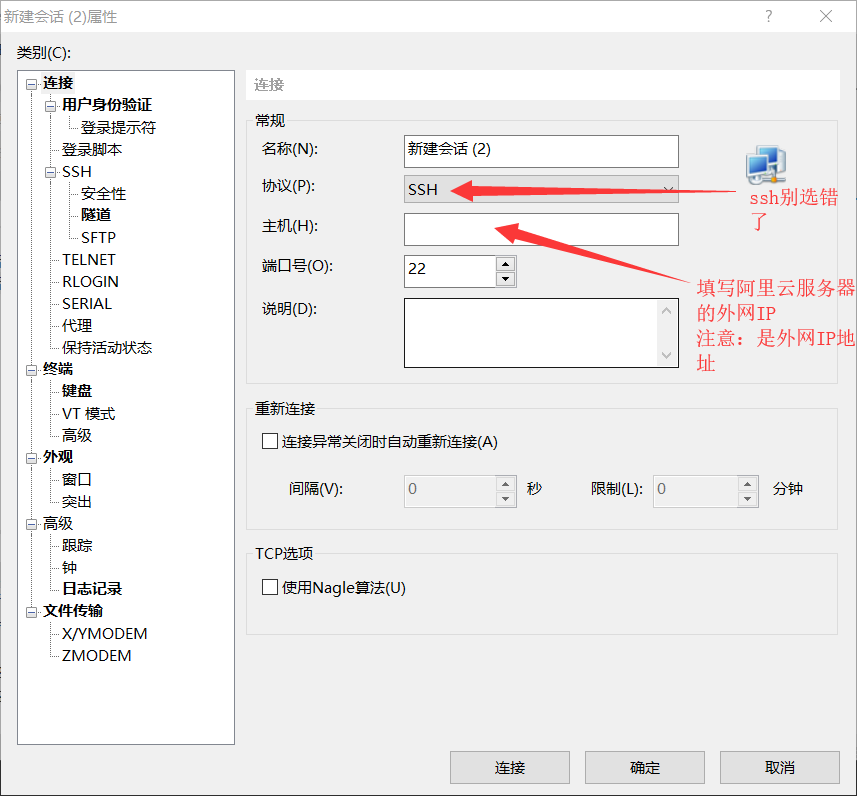 新建会话 (2)属性
类别(C):
连接
用户身份验证
登录提示符
登录脚本
SSH
安全性
隧道
SFTP
TELNET
RLOGIN
SERIAL
代理
保持活动状态
终端
键盘
VT 模式
高级
外观
窗口
突出
高级
跟踪
钟
日志记录
文件传输
X/YMODEM
ZMODEM
连接
常规
名称(N):
新建会话 (2)
协议(P):
SSH
ssh别选错
了
主机(H):
端口号(O):
22
填写阿里云服务器
的外网IP
注意：是外网IP地
址
说明(D):
重新连接
连接异常关闭时自动重新连接(A)
间隔(V):
0
秒
限制(L):
0
分钟
TCP选项
使用Nagle算法(U)
连接
确定
取消